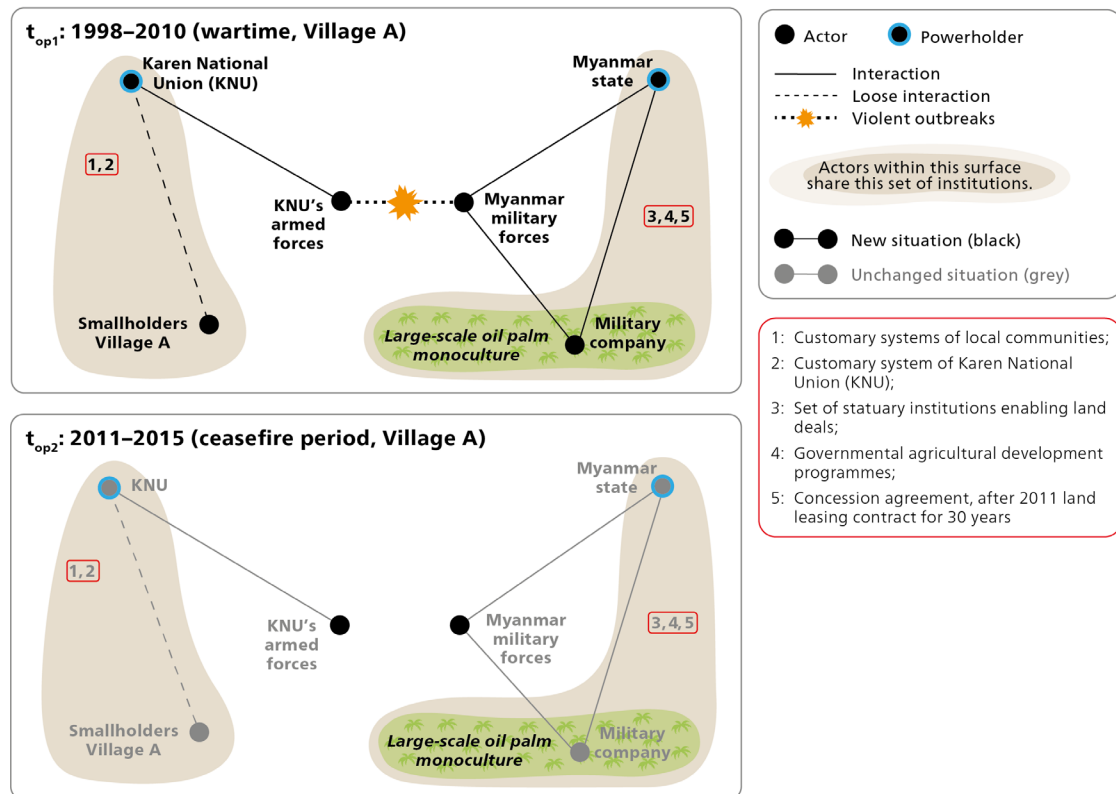 t_op1: 1998–2010 (wartime, Village A)
Karen National
Union (KNU)
Myanmar
state
1,2
KNU’s
armed
forces
Myanmar
military
forces
3,4,5
Smallholders
Village A
Large-scale oil palm
monoculture
Military
company
t_op2: 2011–2015 (ceasefire period, Village A)
KNU
Myanmar
state
1,2
KNU’s
armed
forces
Myanmar
military
forces
3,4,5
Smallholders
Village A
Large-scale oil palm
monoculture
Military
company
Actor
Powerholder
Interaction
Loose interaction
Violent outbreaks
Actors within this surface
share this set of institutions.
New situation (black)
Unchanged situation (grey)
1: Customary systems of local communities;
2: Customary system of Karen National
Union (KNU);
3: Set of statuary institutions enabling land
deals;
4: Governmental agricultural development
programmes;
5: Concession agreement, after 2011 land
leasing contract for 30 years